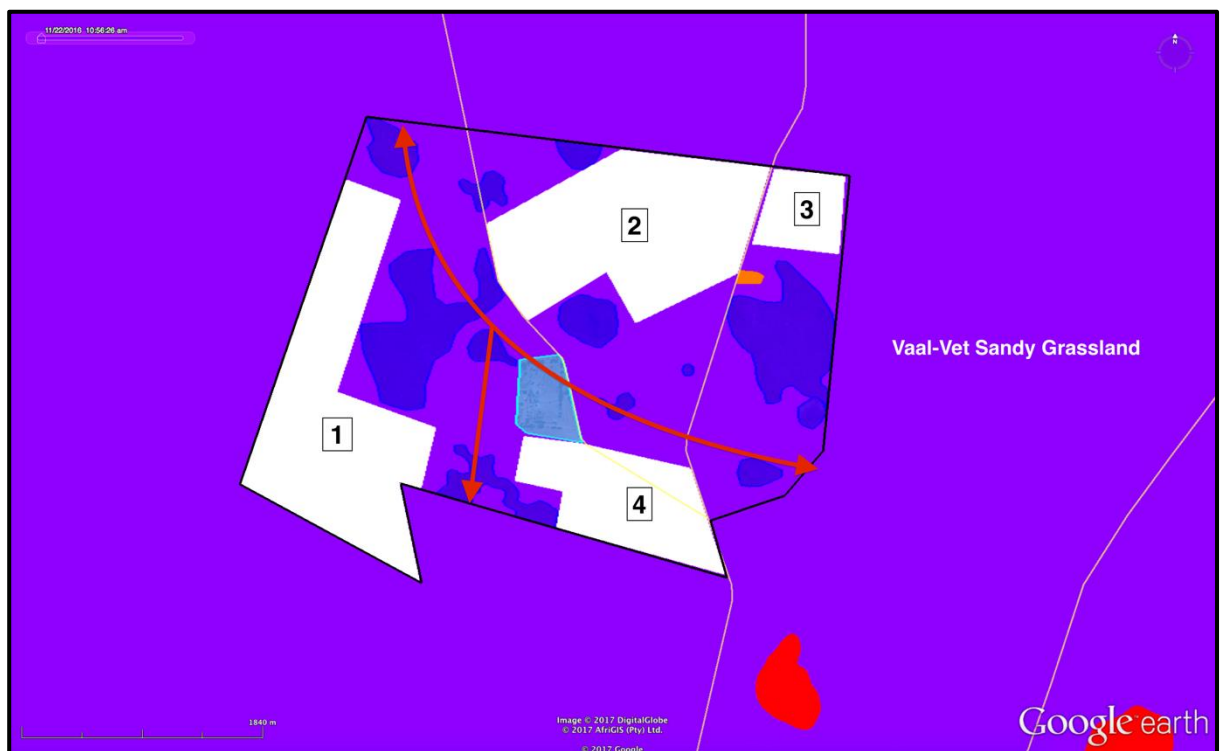 11/22/2016 10:56:26 am
N
2
3
Vaal-Vet Sandy Grassland
1
4
1840 m
Image © 2017 DigitalGlobe
© 2017 AfriGIS (Pty) Ltd.
© 2017 Google
Google earth